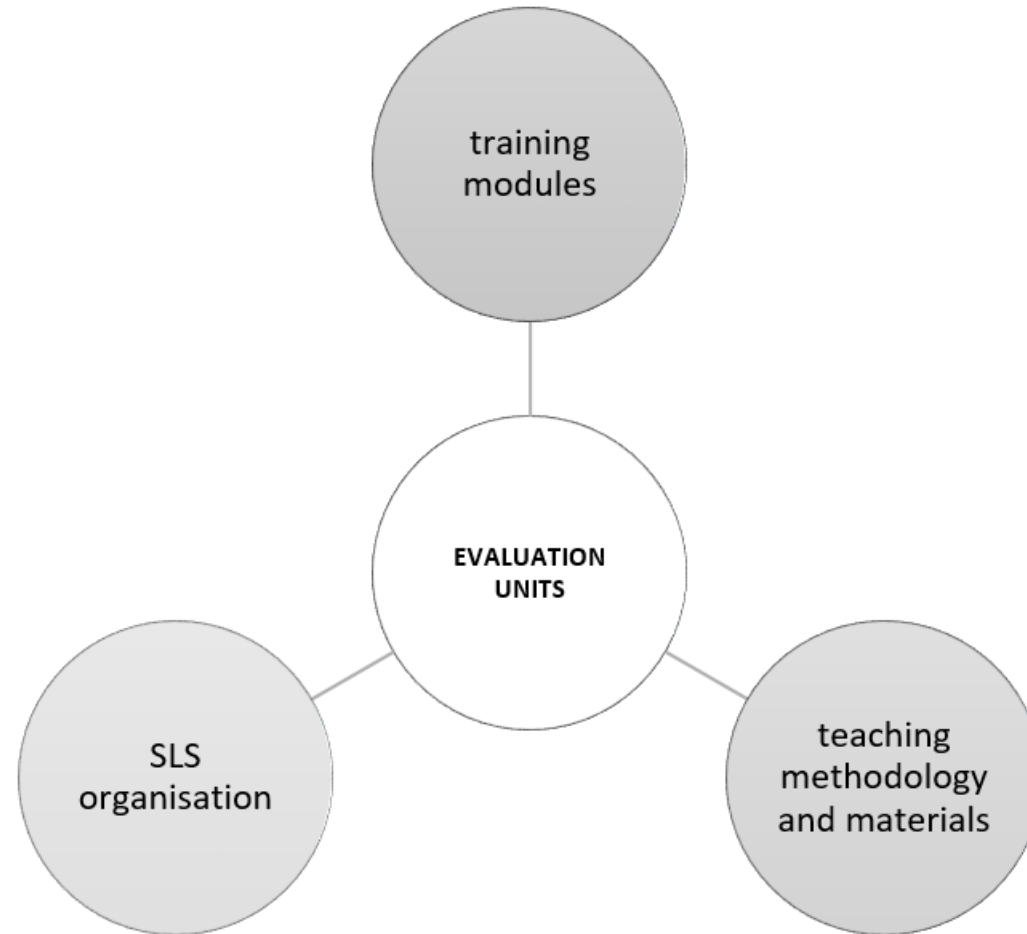 training
modules
EVALUATION
UNITS
SLS
organisation
teaching
methodology
and materials